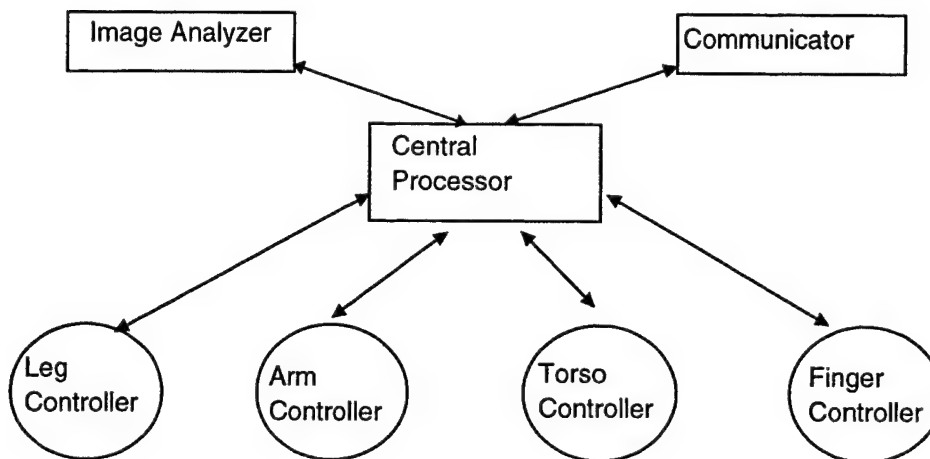 Image Analyzer
Communicator
Central
Processor
Leg
Controller
Arm
Controller
Torso
Controller
Finger
Controller